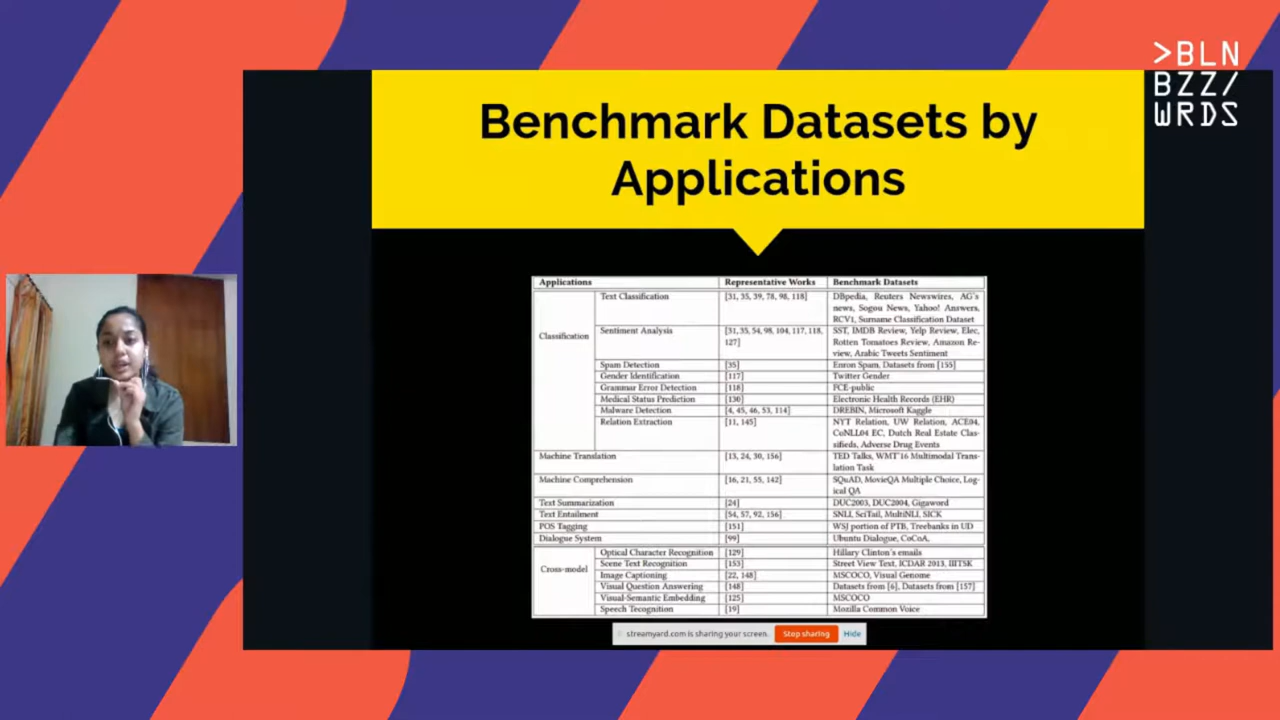 >BLN
BZZ/
WRDS
Benchmark Datasets by
Applications
Applications Representative Works Benchmark Datasets
Classification
Text Classification [31, 35, 39, 78, 98, 118] DBpedia, Reuters Newswires, AG's
news, Sogou News, Yahoo! Answers,
RCV1, Surname Classification Dataset
Sentiment Analysis [31, 35, 54, 98, 104, 117, 118, SST, IMDB Review, Yelp Review, Elec,
127] Rotten Tomatoes Review, Amazon Re-
view, Arabic Tweets Sentiment
Spam Detection [35] Enron Spam, Datasets from [155]
Gender Identification [117] Twitter Gender
Grammar Error Detection [118] FCE-public
Medical Status Prediction [130] Electronic Health Records (EHR)
Malware Detection [4, 45, 46, 53, 114] DREBIN, Microsoft Kaggle
Relation Extraction [11, 145] NYT Relation, UW Relation, ACE04,
CoNLL04 EC, Dutch Real Estate Clas-
sifieds, Adverse Drug Events
Machine Translation [13, 24, 30, 156] TED Talks, WMT'16 Multimodal Trans-
lation Task
Machine Comprehension [16, 21, 55, 142] SQuAD, MovieQA Multiple Choice, Log-
ical QA
Text Summarization [24] DUC2003, DUC2004, Gigaword
Text Entailment [54, 57, 92, 156] SNLI, SciTail, MultiNLI, SICK
POS Tagging [151] WSJ portion of PTB, Treebanks in UD
Dialogue System [99] Ubuntu Dialogue, CoCoA,
Cross-model
Optical Character Recognition [129] Hillary Clinton's emails
Scene Text Recognition [153] Street View Text, ICDAR 2013, IIIT5K
Image Captioning [22, 148] MSCOCO, Visual Genome
Visual Question Answering [148] Datasets from [6], Datasets from [157]
Visual-Semantic Embedding [125] MSCOCO
Speech Tecognition [19] Mozilla Common Voice
streamyard.com is sharing your screen. Stop sharing Hide